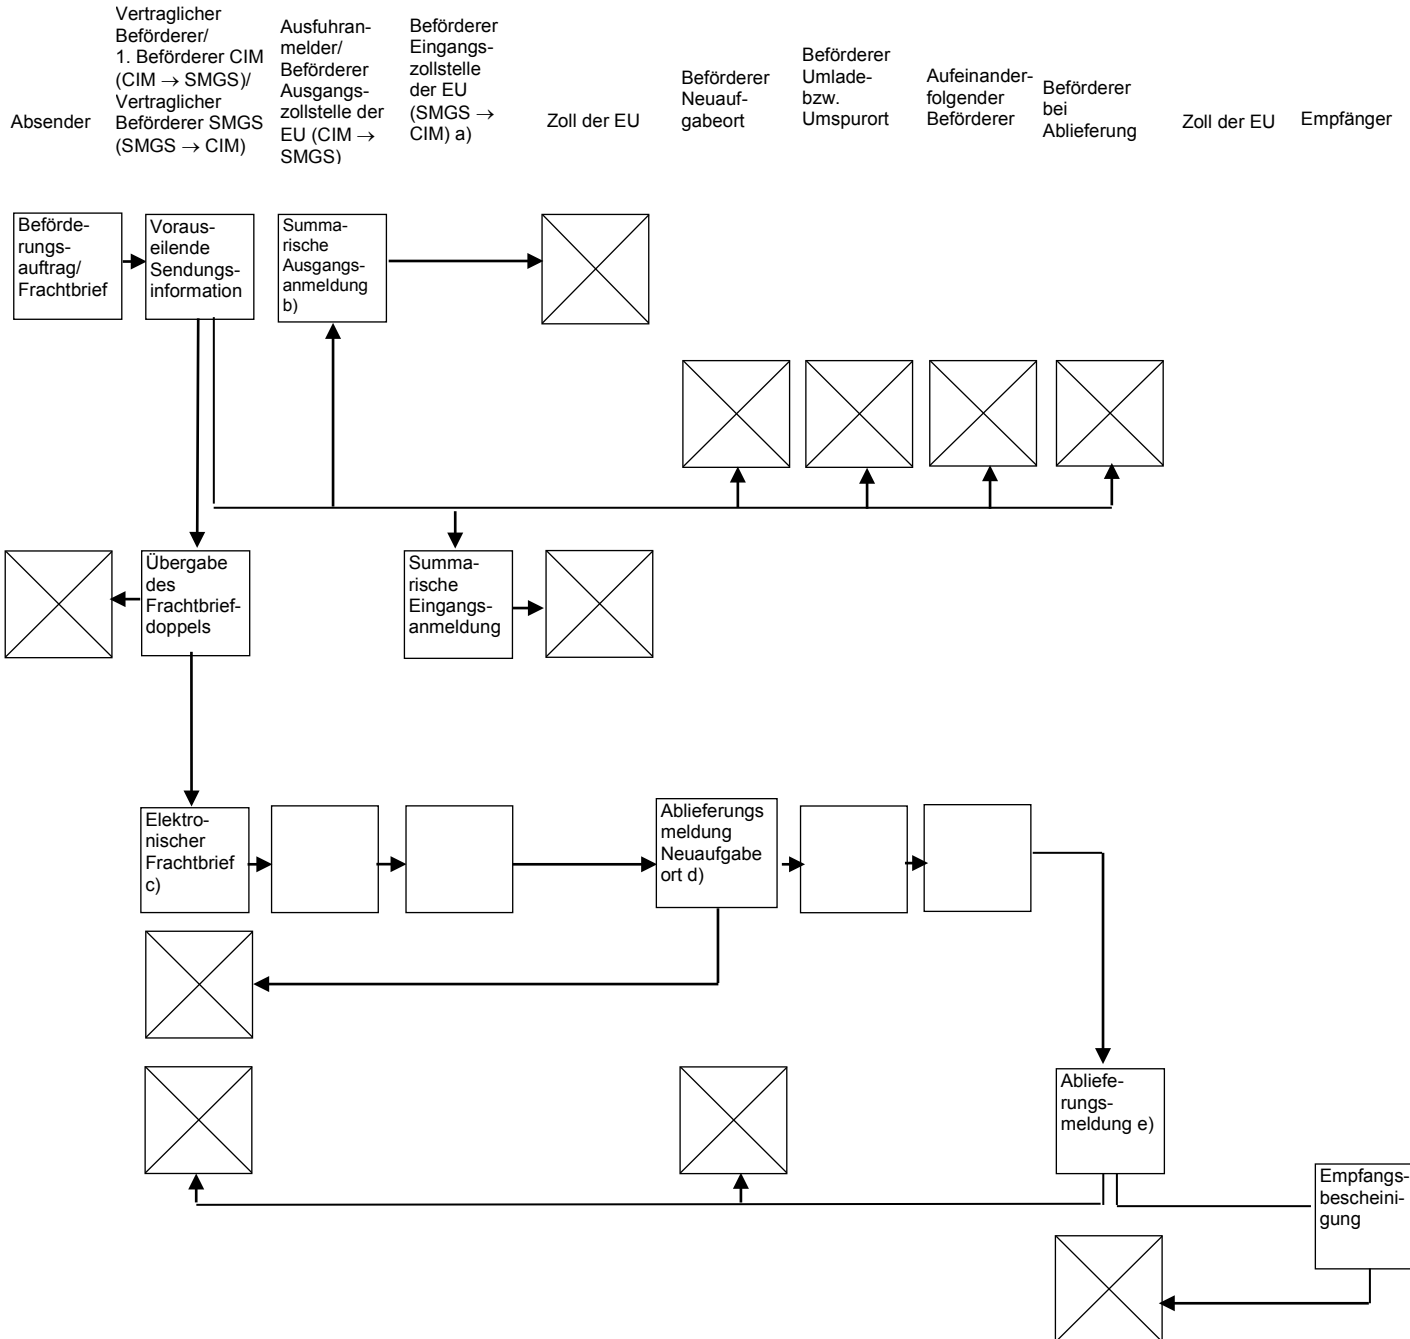 Absender
Vertraglicher
Beförderer/
1. Beförderer CIM
(CIM → SMGS)/
Vertraglicher
Beförderer SMGS
(SMGS → CIM)
Ausfuhran-
melder/
Beförderer
Ausgangs-
zollstelle der
EU (CIM →
SMGS)
Beförderer
Eingangs-
zollstelle
der EU
(SMGS →
CIM) a)
Zoll der EU
Beförderer
Neuauf-
gabeort
Beförderer
Umlade-
bzw.
Umspurort
Aufeinander-
folgender
Beförderer
Beförderer
bei
Ablieferung
Zoll der EU
Empfänger
Beförde-
rungs-
auftrag/
Frachtbrief
Voraus-
eilende
Sendungs-
information
Summa-
rische
Ausgangs-
anmeldung
b)
Übergabe
des
Frachtbrief-
doppels
Summa-
rische
Eingangs-
anmeldung
Elektro-
nischer
Frachtbrief
c)
Ablieferungs
meldung
Neuaufgabe
ort d)
Abliefe-
rungs-
meldung e)
Empfangs-
bescheini-
gung